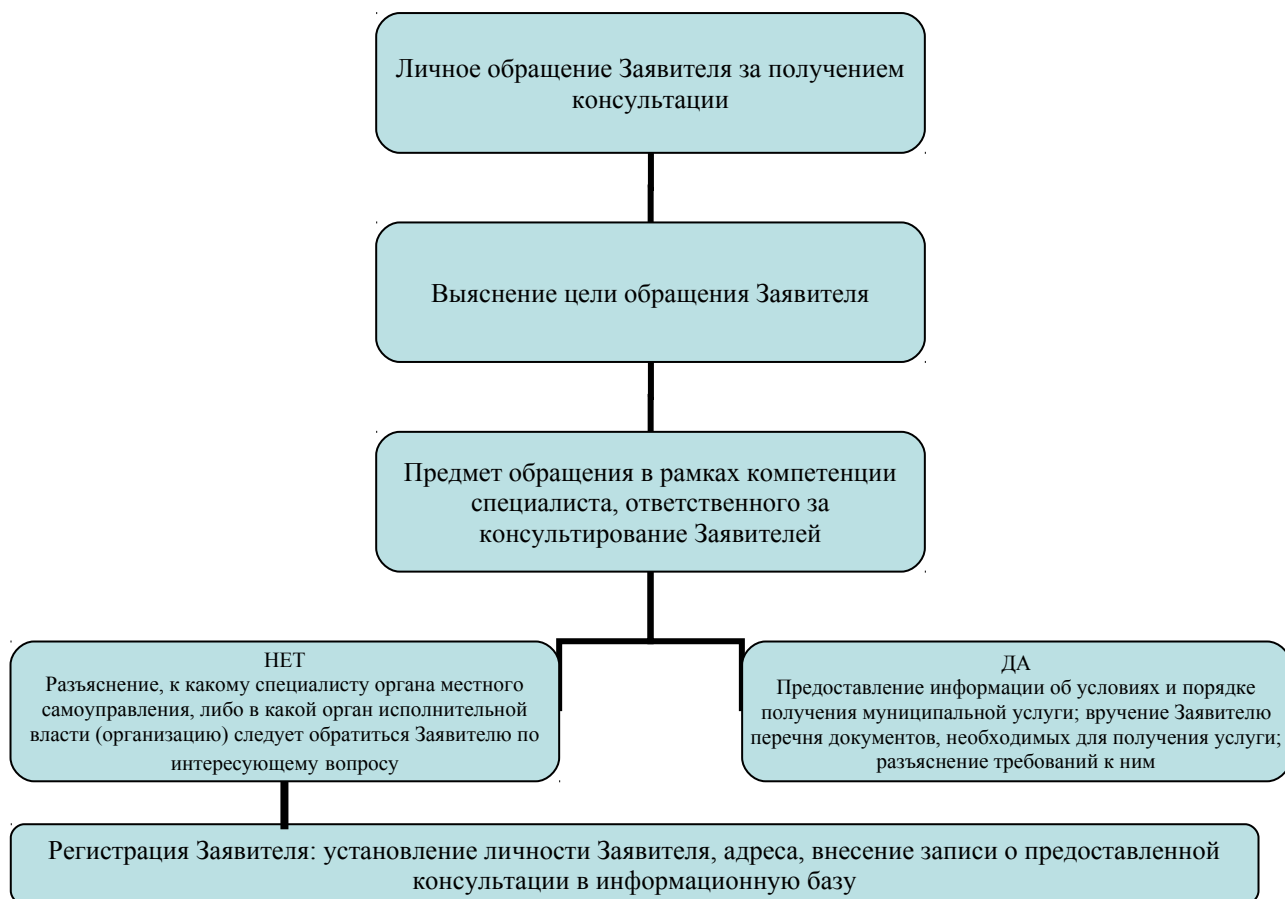 Личное обращение Заявителя за получением
консультации
Выяснение цели обращения Заявителя
Предмет обращения в рамках компетенции
специалиста, ответственного за
консультирование Заявителей
НЕТ
Разъяснение, к какому специалисту органа местного
самоуправления, либо в какой орган исполнительной
власти (организацию) следует обратиться Заявителю по
интересующему вопросу
ДА
Предоставление информации об условиях и порядке
получения муниципальной услуги; вручение Заявителю
перечня документов, необходимых для получения услуги;
разъяснение требований к ним
Регистрация Заявителя: установление личности Заявителя, адреса, внесение записи о предоставленной
консультации в информационную базу